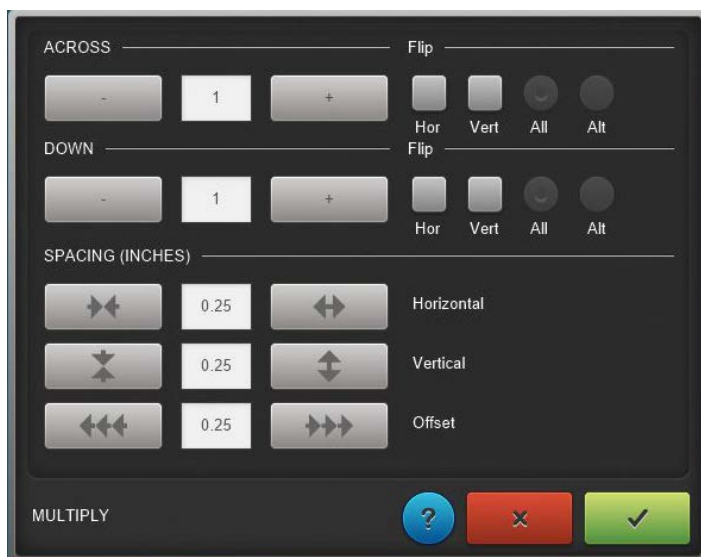 ACROSS Flip
- 1 +
Hor Vert All Alt
DOWN Flip
- 1 +
Hor Vert All Alt
SPACING (INCHES)
0.25 Horizontal
0.25 Vertical
0.25 Offset
MULTIPLY ?